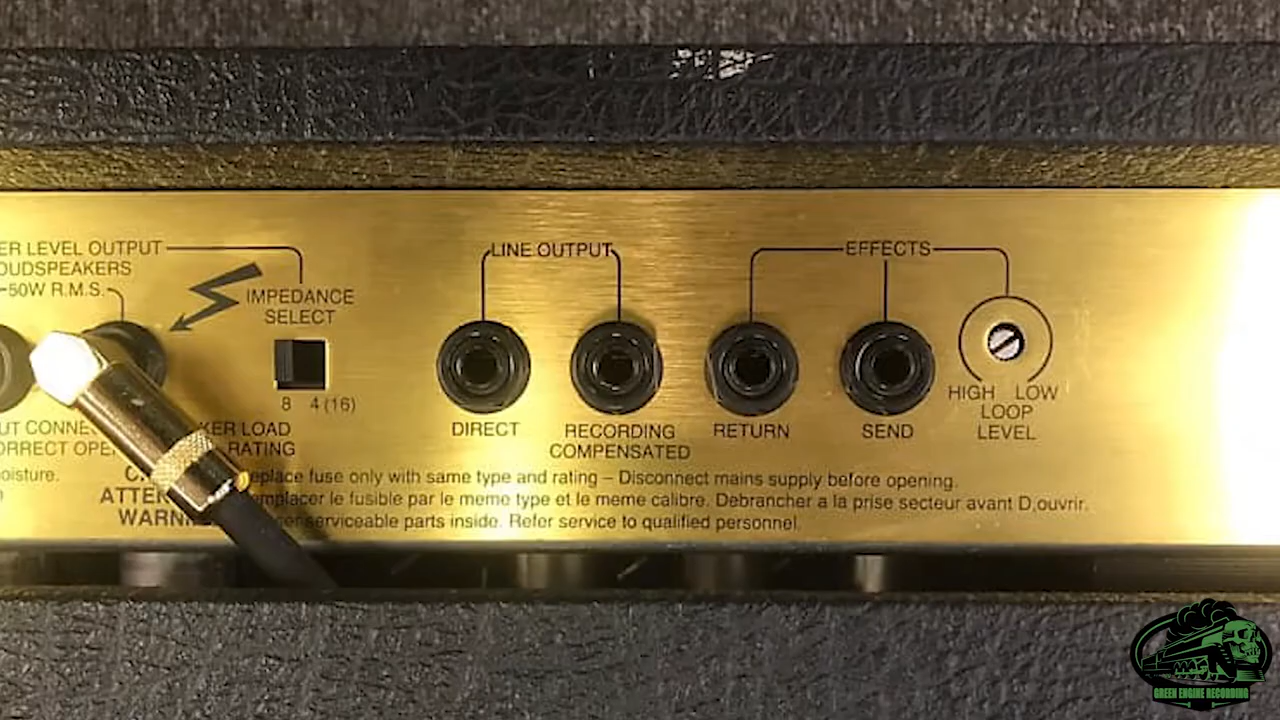 ER LEVEL OUTPUT
OUDSPEAKERS
50W R.M.S.
IMPEDANCE
SELECT
8 4 (16)
LINE OUTPUT
DIRECT
RECORDING
COMPENSATED
EFFECTS
RETURN
SEND
HIGH LOW
LOOP
LEVEL
UT CONNE KER LOAD
ORRECT OPE RATING
oisture. C. eplace fuse only with same type and rating – Disconnect mains supply before opening.
ATTEN emplacer le fusible par le meme type et le meme calibre. Debrancher a la prise secteur avant D,ouvrir.
WARNI serviceable parts inside. Refer service to qualified personnel.
GREEN ENGINE RECORDING